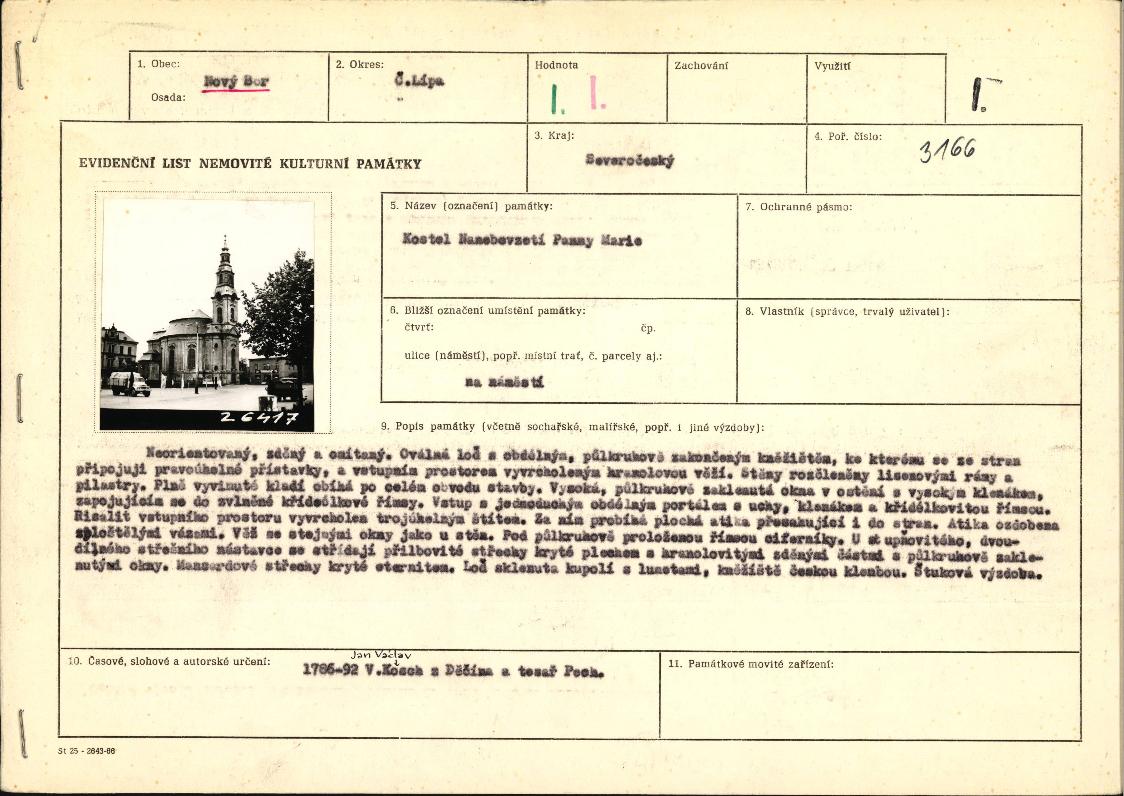 1. Obec:
Nový Bor
Osada:
2. Okres:
Č.Lípa
"
Hodnota
I. I.
Zachování
Využití
I.
EVIDENČNÍ LIST NEMOVITÉ KULTURNÍ PAMÁTKY
3. Kraj:
Severočeský
4. Poř. číslo:
3166
5. Název (označení) památky:
Kostel Nanebevzetí Panny Marie
7. Ochranné pásmo:
6. Bližší označení umístění památky:
čtvrť: čp.
ulice (náměstí), popř. místní trať, č. parcely aj.:
na náměstí
8. Vlastník (správce, trvalý uživatel):
26417
9. Popis památky (včetně sochařské, malířské, popř. i jiné výzdoby):
Neorientovaný, zděný a omítaný. Oválná loď s obdélným, půlkruhově zakončeným kněžištěm, ke kterému se ze stran
připojují pravoúhelné přístavky, a vstupním prostorem vyvrcholeným hranolovou věží. Stěny rozčleněny lisenovými rámy a
pilastry. Plně vyvinuté kladí obíhá po celém obvodu stavby. Vysoká, půlkruhově zaklenutá okna v ostění s vysokým klenákem,
zapojujícím se do zvlněné křídélkové římsy. Vstup s jednoduchým obdélným portálem s uchy, klenákem a křídélkovitou římsou.
Risalit vstupního prostoru vyvrcholen trojúhelným štítem. Za ním probíhá plochá atika přesahující i do stran. Atika ozdobena
zploštělými vázami. Věž se stejnými okny jako u stěn. Pod půlkruhově proloženou římsou ciferníky. U st upňovitého, dvou-
dílného střešního nástavce se střídají přilbovité střechy kryté plechem s hranolovitými zděnými částmi s půlkruhově zakle-
nutými okny. Mansardové střechy kryté eternitem. Loď sklenuta kupolí s lunetami, kněžiště českou klenbou. Štuková výzdoba.
10. Časové, slohové a autorské určení:
Jan Václav
1786-92 V.Kosch z Děčína a tesař Pech.
11. Památkové movité zařízení:
St 25 - 2643-66